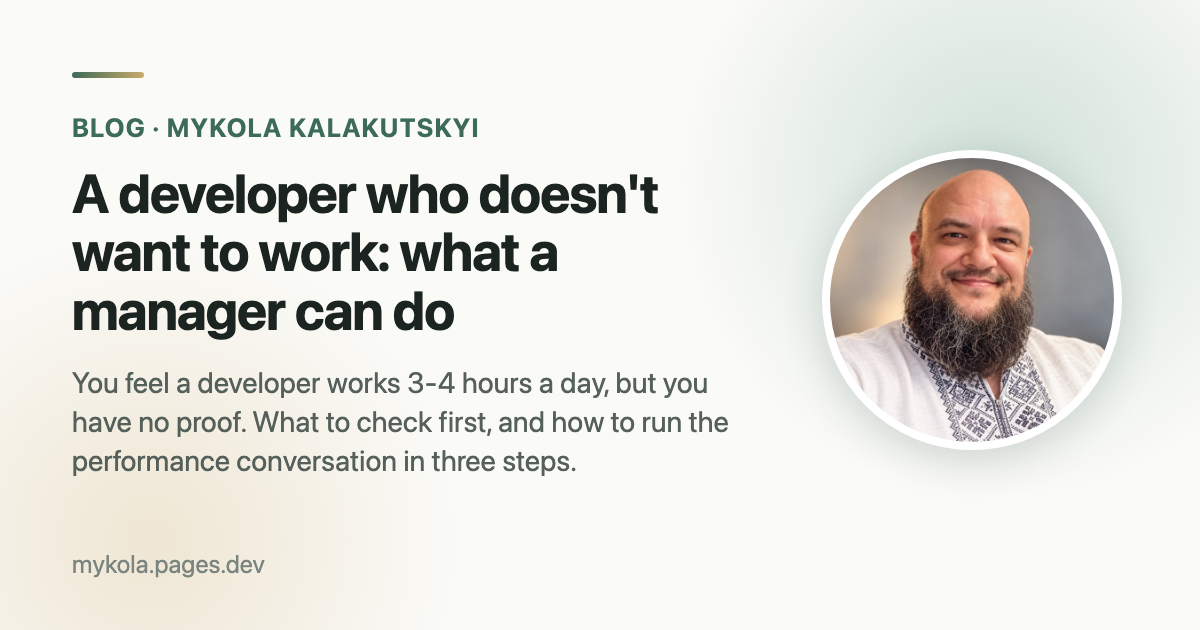 BLOG · MYKOLA KALAKUTSKYI
A developer who doesn't
want to work: what a
manager can do
You feel a developer works 3-4 hours a day, but you
have no proof. What to check first, and how to run the
performance conversation in three steps.
mykola.pages.dev